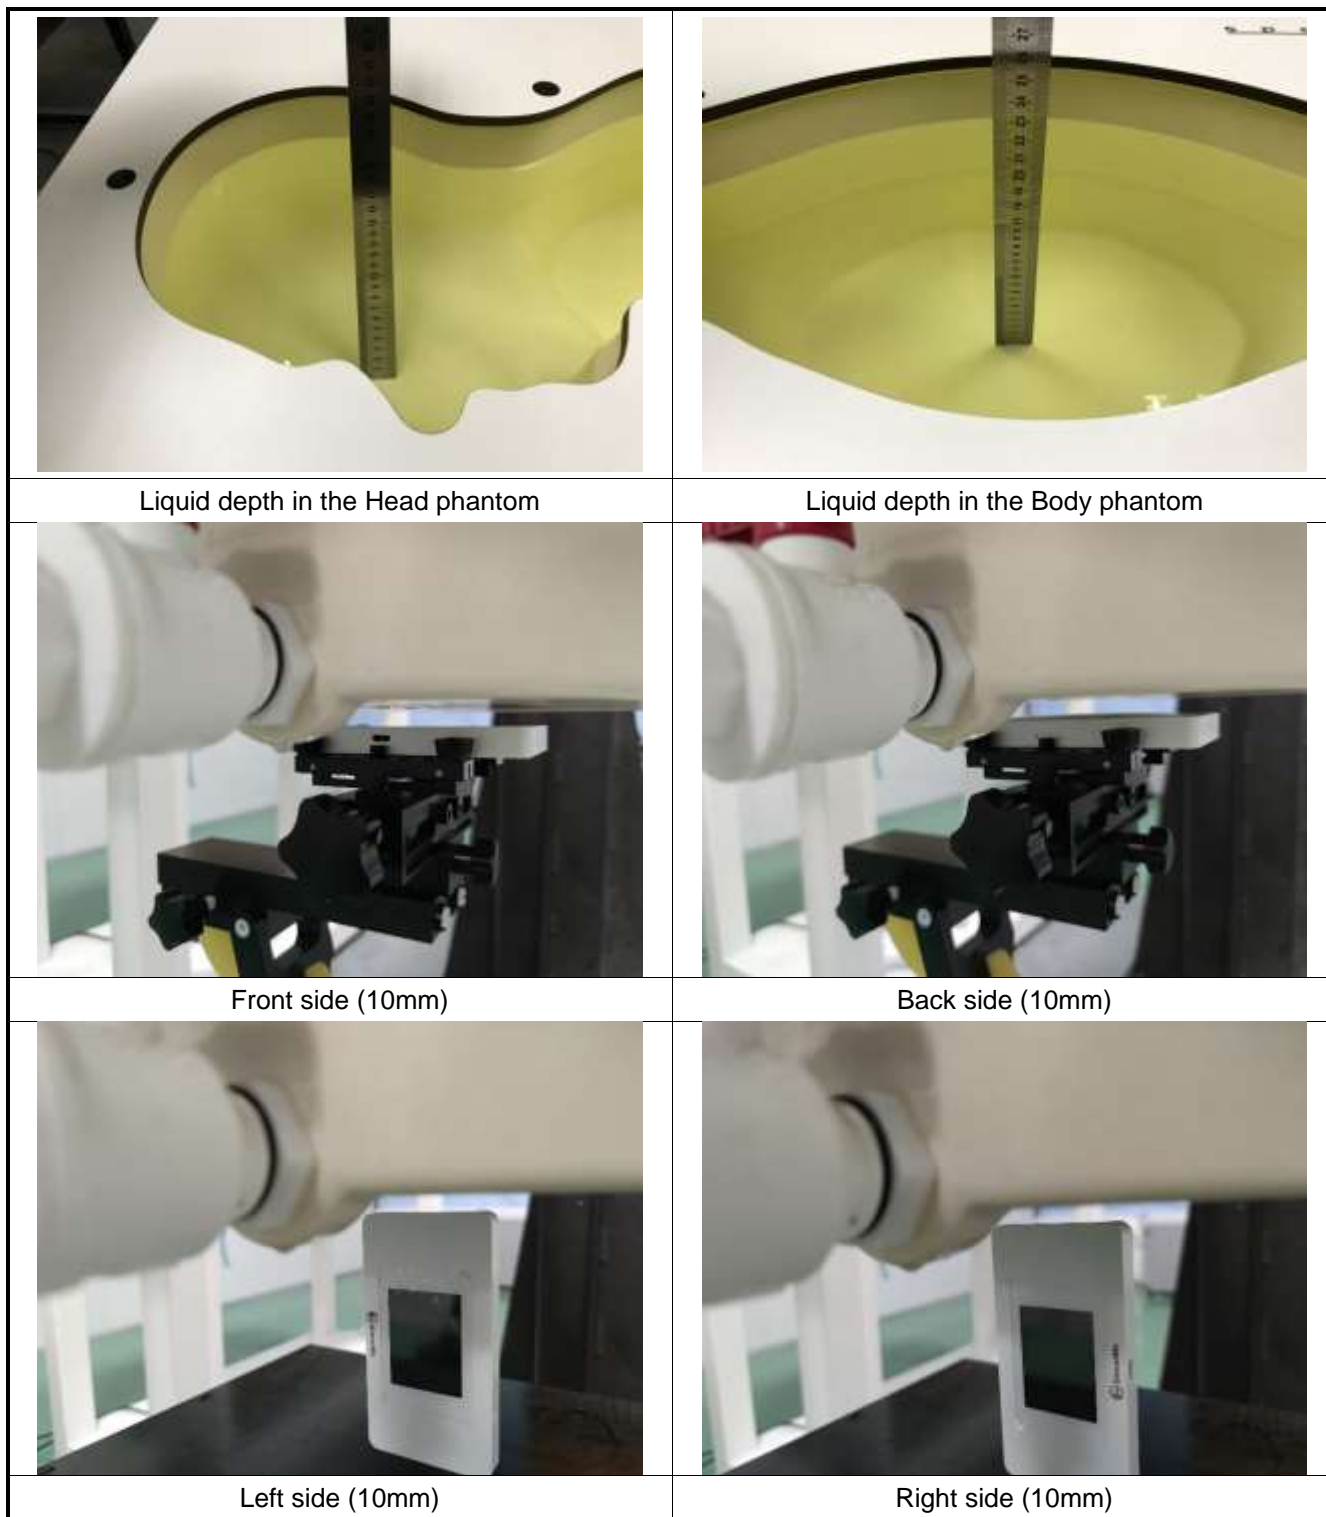 Liquid depth in the Head phantom
Liquid depth in the Body phantom
Front side (10mm)
Back side (10mm)
Left side (10mm)
Right side (10mm)